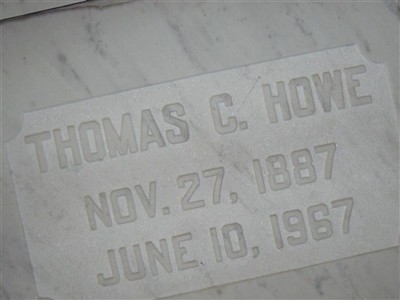 THOMAS C. HOWE
NOV. 27, 1887
JUNE 10, 1967